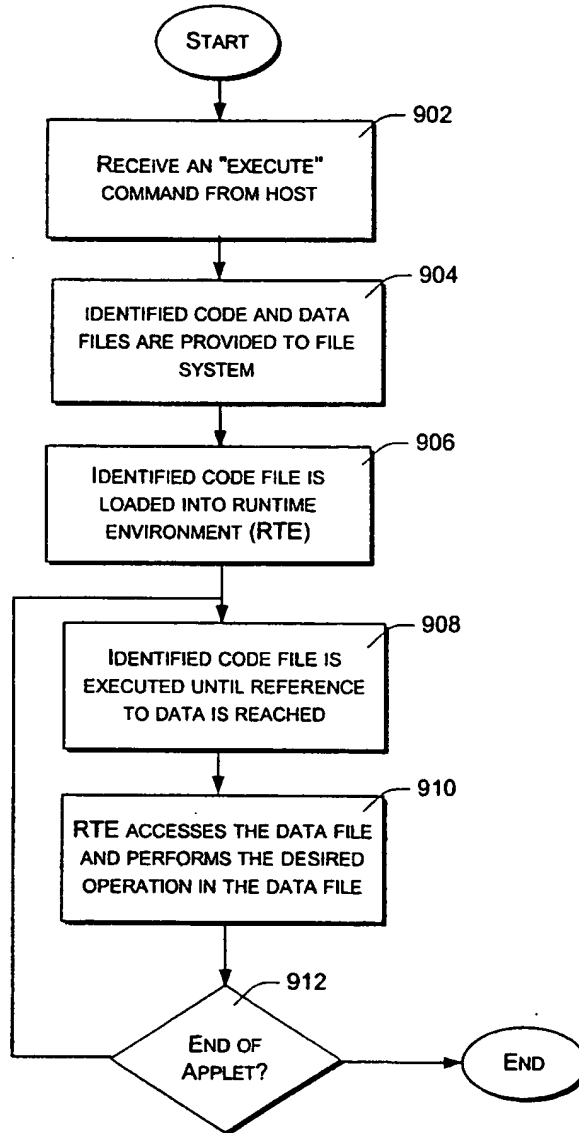 START
902
RECEIVE AN "EXECUTE"
COMMAND FROM HOST
904
IDENTIFIED CODE AND DATA
FILES ARE PROVIDED TO FILE
SYSTEM
906
IDENTIFIED CODE FILE IS
LOADED INTO RUNTIME
ENVIRONMENT (RTE)
908
IDENTIFIED CODE FILE IS
EXECUTED UNTIL REFERENCE
TO DATA IS REACHED
910
RTE ACCESSES THE DATA FILE
AND PERFORMS THE DESIRED
OPERATION IN THE DATA FILE
912
END OF
APPLET?
END